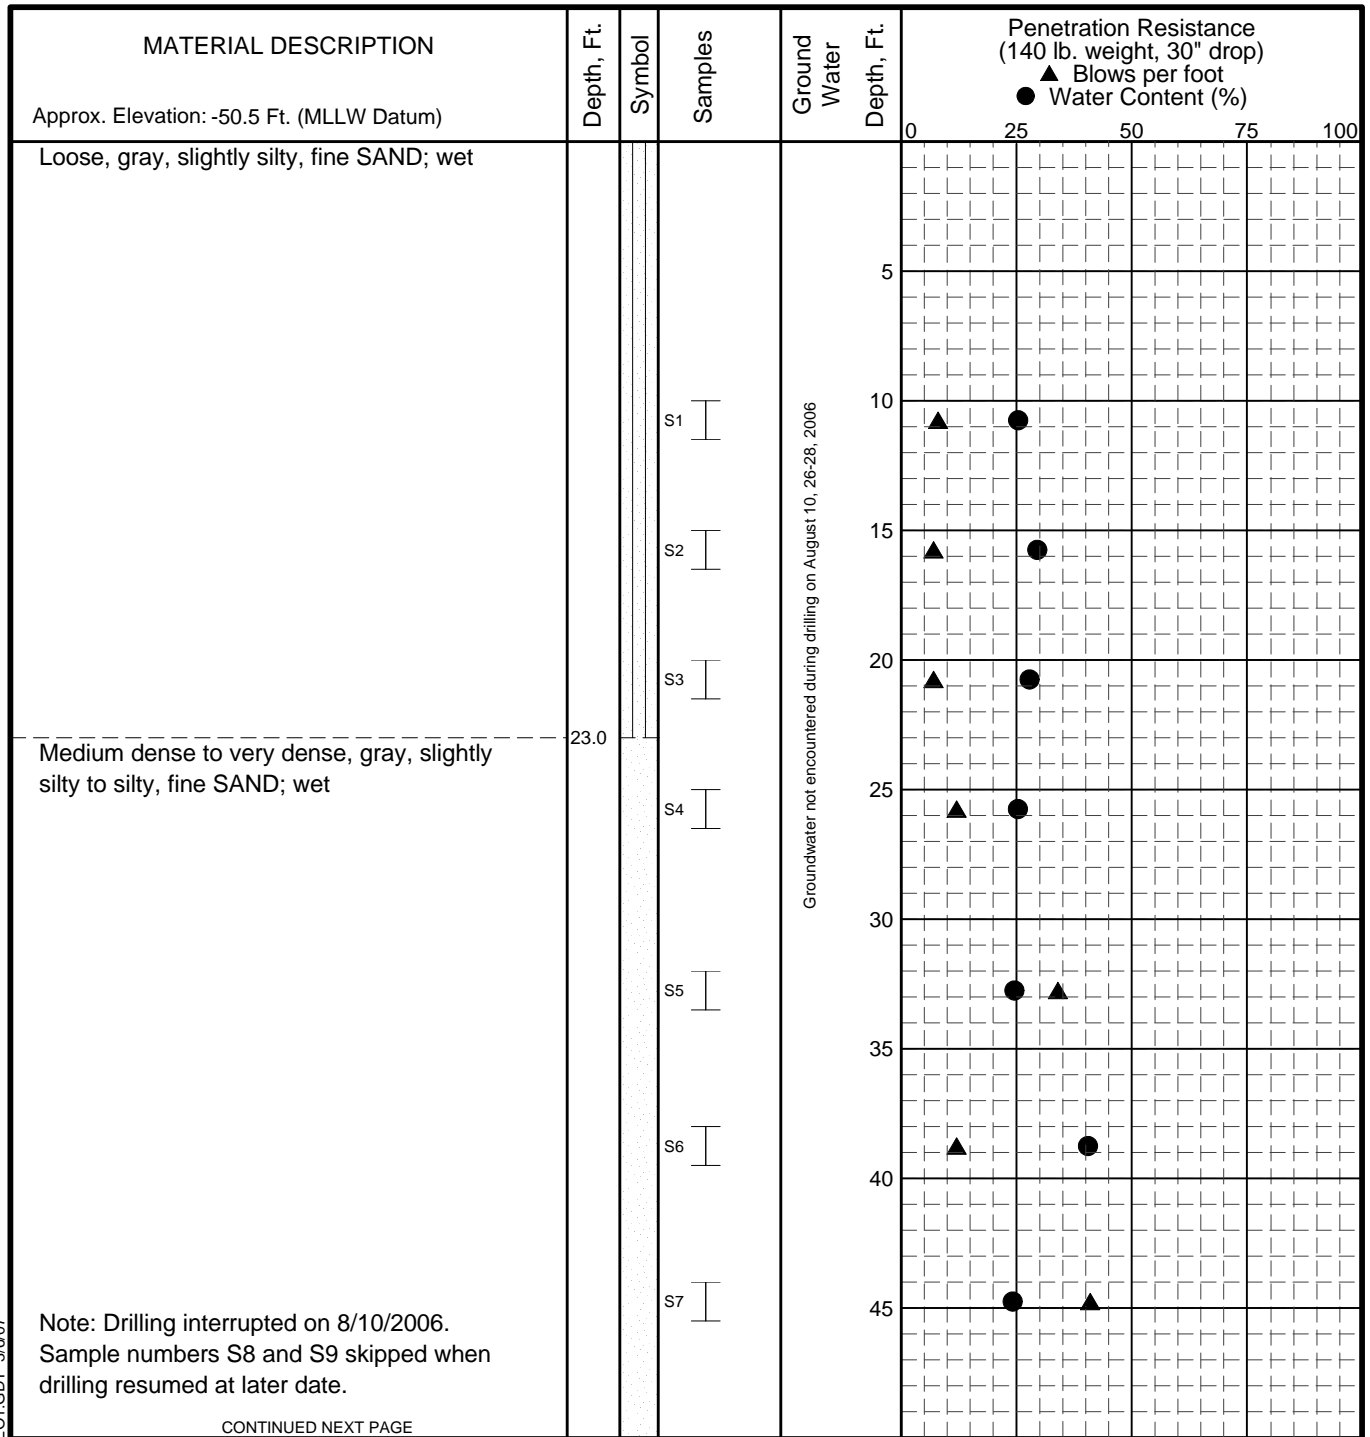 MATERIAL DESCRIPTION
Approx. Elevation: -50.5 Ft. (MLLW Datum)
Depth, Ft.
Symbol
Samples
Ground
Water
Depth, Ft.
Penetration Resistance
(140 lb. weight, 30" drop)
▲ Blows per foot
● Water Content (%)
0 25 50 75 100
Loose, gray, slightly silty, fine SAND; wet
5
S1
10
S2
15
S3
20
23.0
Medium dense to very dense, gray, slightly
silty to silty, fine SAND; wet
S4
25
Groundwater not encountered during drilling on August 10, 26-28, 2006
30
S5
35
S6
40
S7
45
Note: Drilling interrupted on 8/10/2006.
Sample numbers S8 and S9 skipped when
drilling resumed at later date.
CONTINUED NEXT PAGE